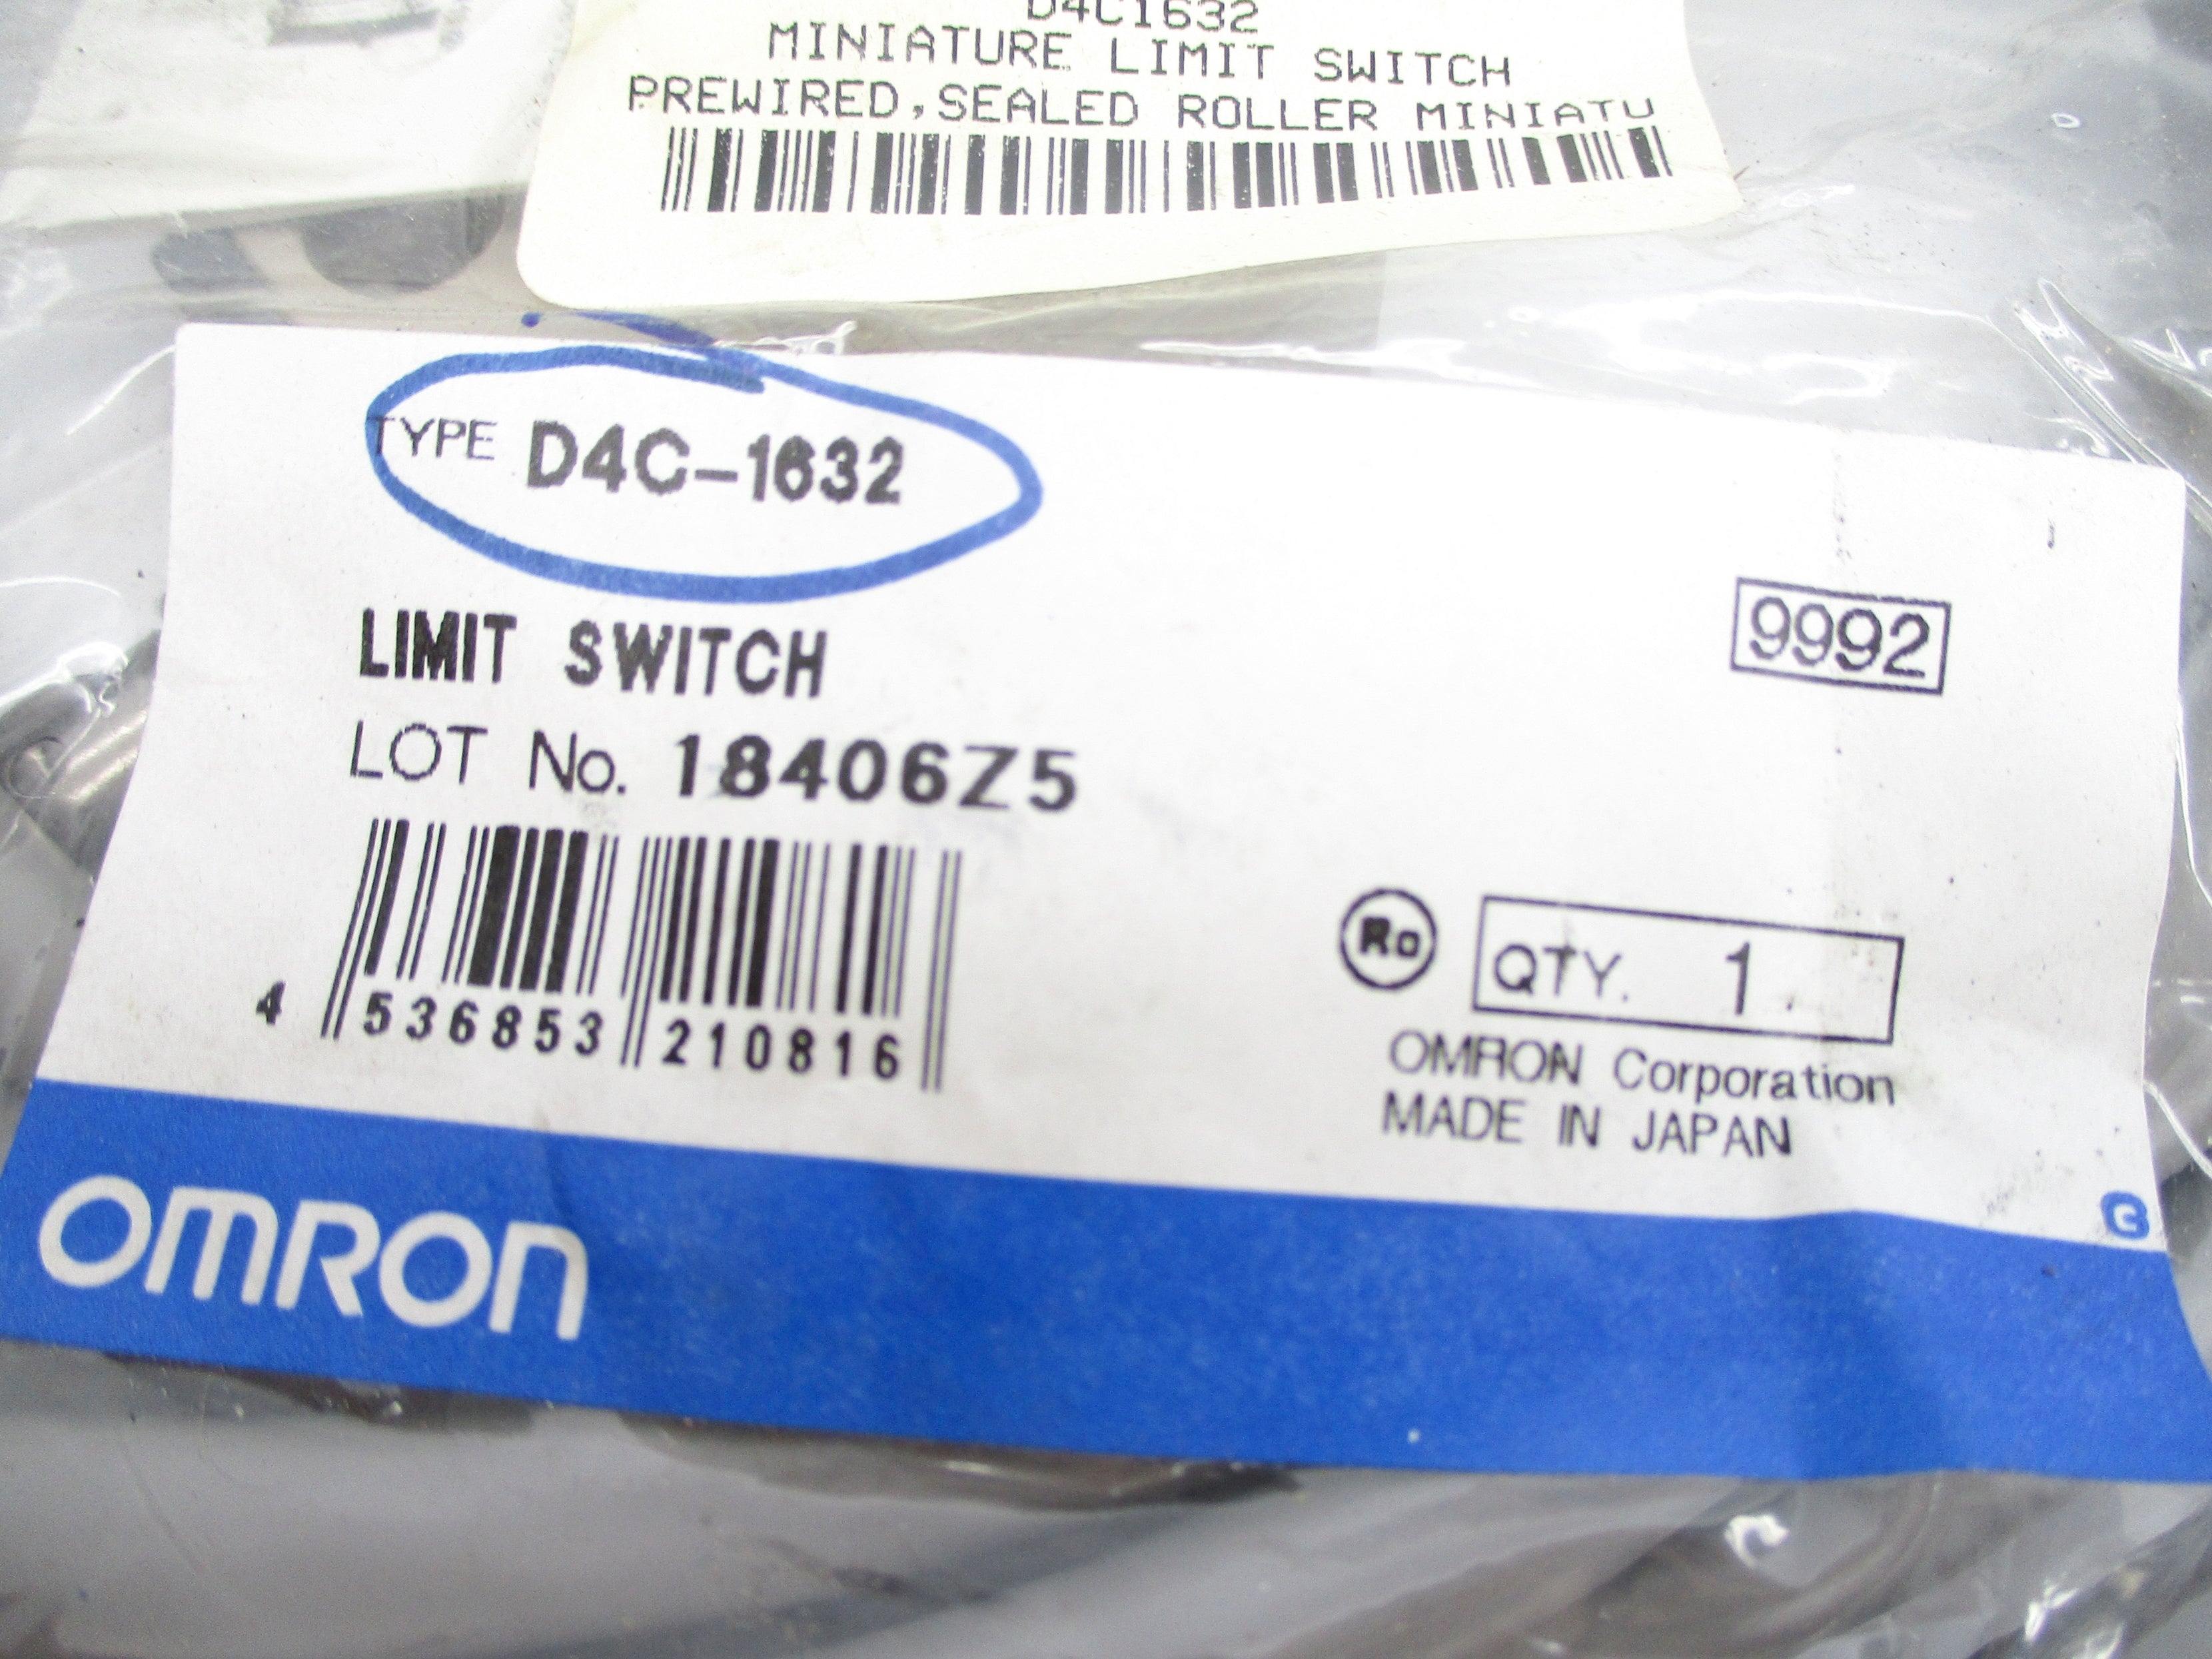 D4C1632
MINIATURE LIMIT SWITCH
PREWIRED,SEALED ROLLER MINIATU
TYPE D4C-1632
9992
LIMIT SWITCH
LOT No. 18406Z5
4 536853 210816
Ro
QTY. 1
OMRON Corporation
MADE IN JAPAN
G
OMRON